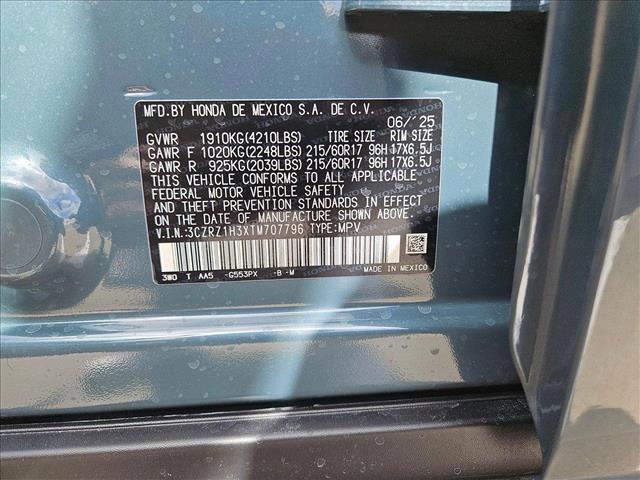 MFD.BY HONDA DE MEXICO S.A. DE C.V.
06/'25
GVWR 1910KG(4210LBS) TIRE SIZE RIM SIZE
GAWR F 1020KG(2248LBS) 215/60R17 96H 17X6.5J
GAWR R 925KG(2039LBS) 215/60R17 96H 17X6.5J
THIS VEHICLE CONFORMS TO ALL APPLICABLE
FEDERAL MOTOR VEHICLE SAFETY
AND THEFT PREVENTION STANDARDS IN EFFECT
ON THE DATE OF MANUFACTURE SHOWN ABOVE.
V.I.N.:3CZRZ1H3XTM707796 TYPE:MPV
3W0 T AA5 -G553PX -B -M MADE IN MEXICO